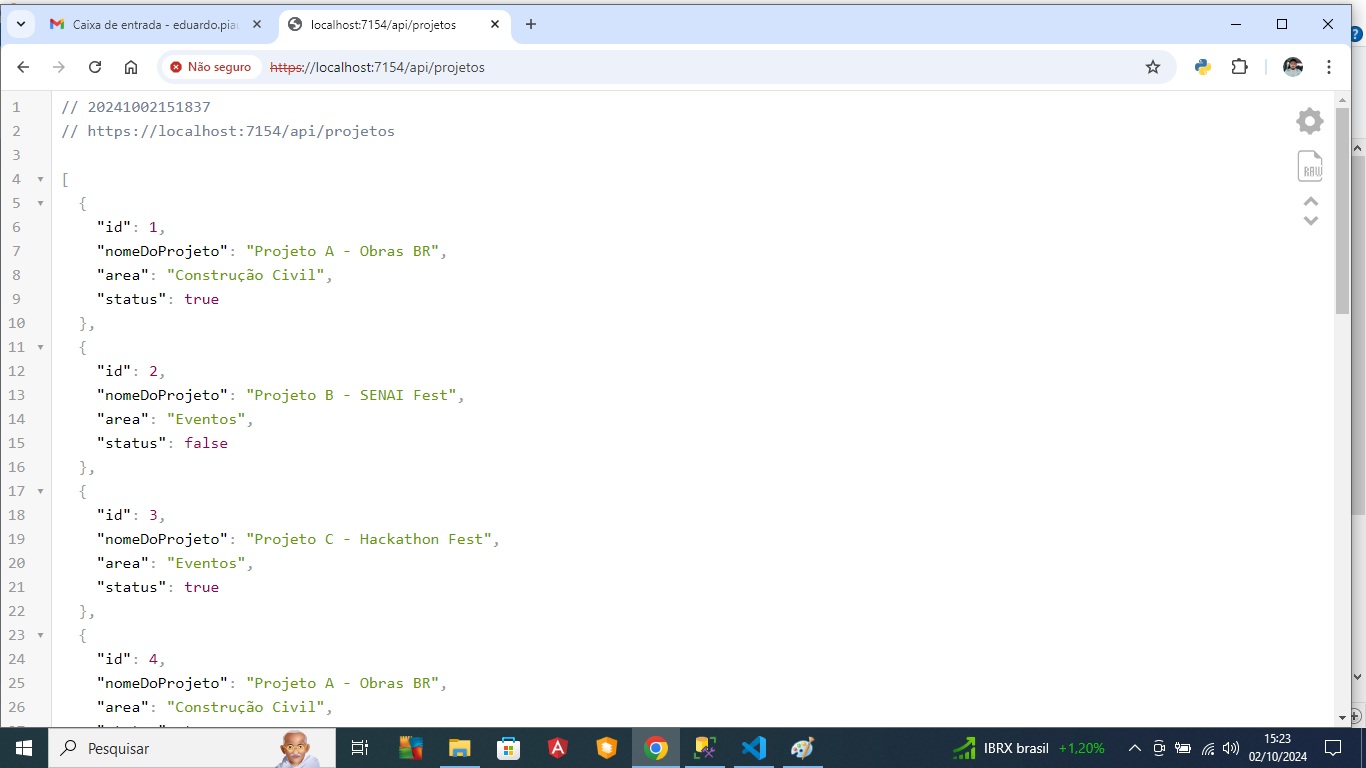 Caixa de entrada - eduardo.piau
localhost:7154/api/projetos
Não seguro
https://localhost:7154/api/projetos
1 // 20241002151837
2 // https://localhost:7154/api/projetos
3
4 [
5 {
6 "id": 1,
7 "nomeDoProjeto": "Projeto A - Obras BR",
8 "area": "Construção Civil",
9 "status": true
10 },
11 {
12 "id": 2,
13 "nomeDoProjeto": "Projeto B - SENAI Fest",
14 "area": "Eventos",
15 "status": false
16 },
17 {
18 "id": 3,
19 "nomeDoProjeto": "Projeto C - Hackathon Fest",
20 "area": "Eventos",
21 "status": true
22 },
23 {
24 "id": 4,
25 "nomeDoProjeto": "Projeto A - Obras BR",
26 "area": "Construção Civil",
RAW
Pesquisar
IBRX brasil +1,20%
15:23
02/10/2024